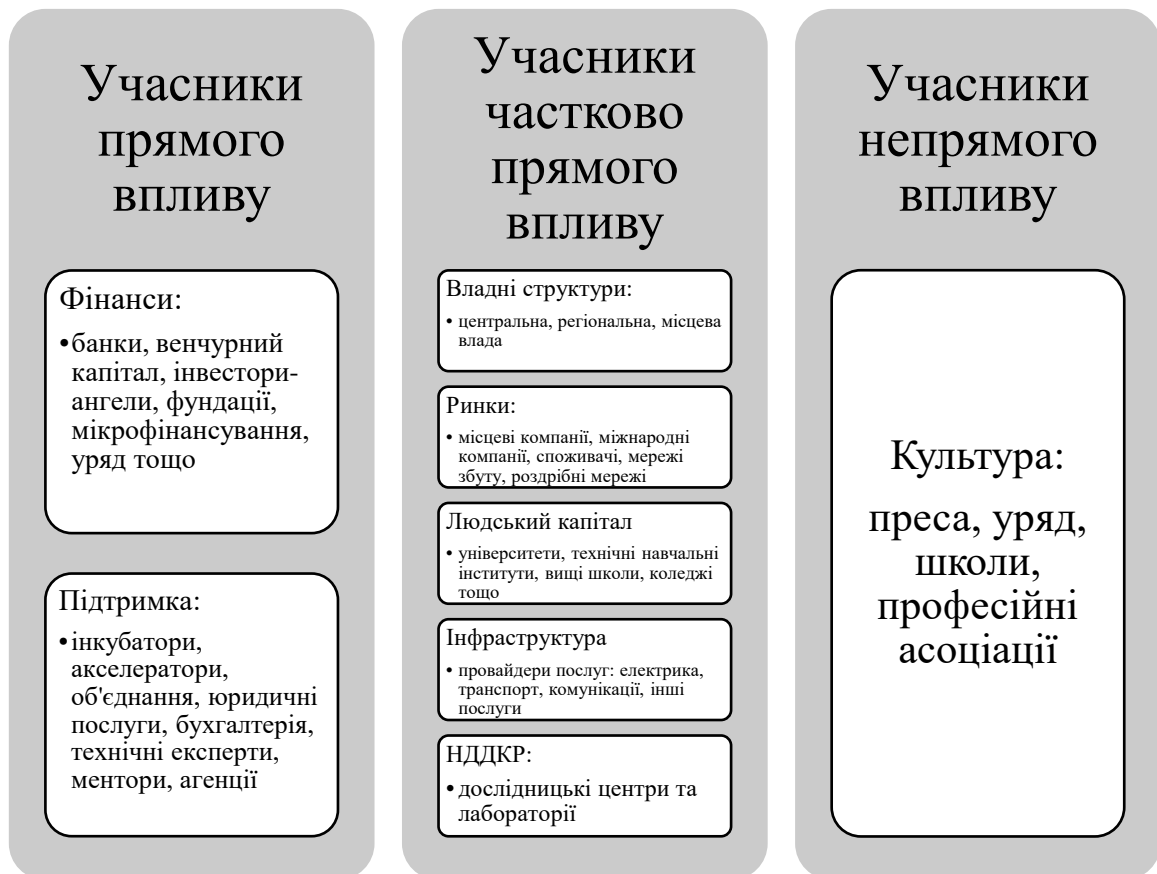 Учасники
прямого
впливу
Фінанси:
•банки, венчурний
капітал, інвестори-
ангели, фундації,
мікрофінансування,
уряд тощо
Підтримка:
•інкубатори,
акселератори,
об'єднання, юридичні
послуги, бухгалтерія,
технічні експерти,
ментори, агенції
Учасники
частково
прямого
впливу
Владні структури:
• центральна, регіональна, місцева
влада
Ринки:
• місцеві компанії, міжнародні
компанії, споживачі, мережі
збуту, роздрібні мережі
Людський капітал
• університети, технічні навчальні
інститути, вищі школи, коледжі
тощо
Інфраструктура
• провайдери послуг: електрика,
транспорт, комунікації, інші
послуги
НДДКР:
• дослідницькі центри та
лабораторії
Учасники
непрямого
впливу
Культура:
преса, уряд,
школи,
професійні
асоціації